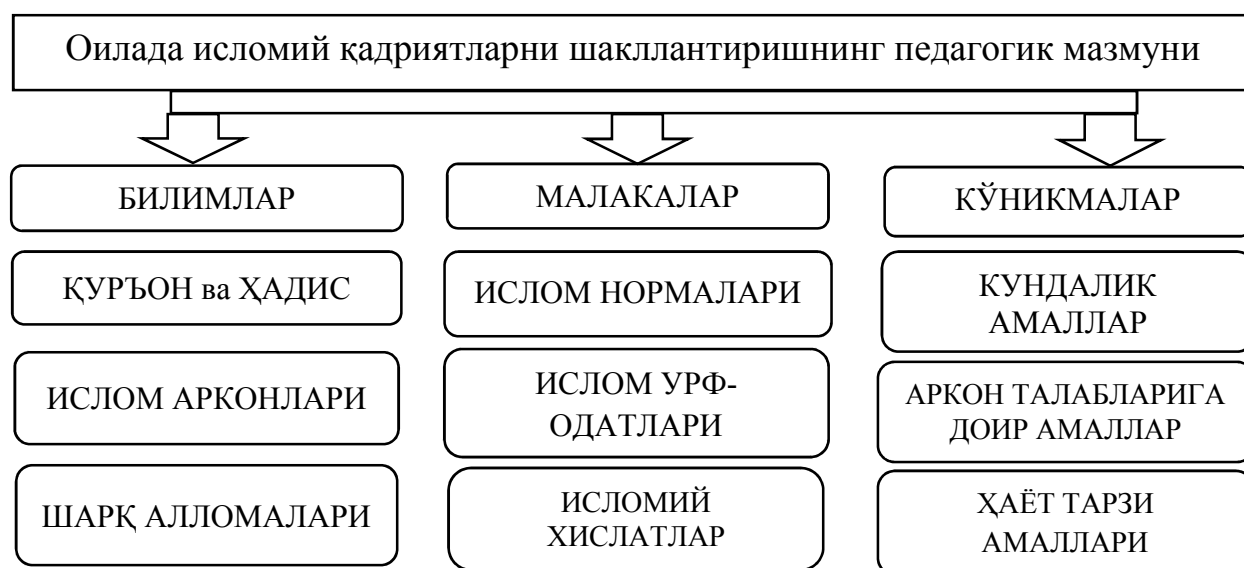 Оилада исломий қадриятларни шакллантиришнинг педагогик мазмуни
БИЛИМЛАР
ҚУРЪОН ва ҲАДИС
ИСЛОМ АРКОНЛАРИ
ШАРҚ АЛЛОМАЛАРИ
МАЛАКАЛАР
ИСЛОМ НОРМАЛАРИ
ИСЛОМ УРФ-
ОДАТЛАРИ
ИСЛОМИЙ
ХИСЛАТЛАР
КЎНИКМАЛАР
КУНДАЛИК
АМАЛЛАР
АРКОН ТАЛАБЛАРИГА
ДОИР АМАЛЛАР
ҲАЁТ ТАРЗИ
АМАЛЛАРИ